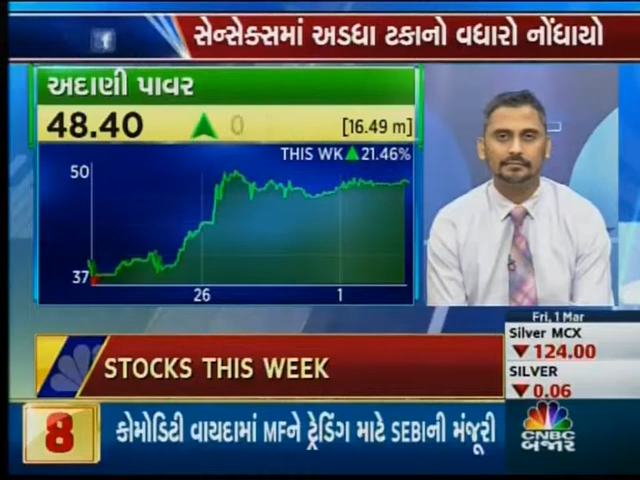 સેન્સેક્સમાં અડધા ટકાનો વધારો નોંધાયો
અદાણી પાવર
48.40 0 [16.49 m]
THIS WK 21.46%
50
37
26 1
STOCKS THIS WEEK
Fri, 1 Mar
Silver MCX
124.00
SILVER
0.06
8 કોમોડિટી વાયદામાં MFને ટ્રેડિંગ માટે SEBIની મંજૂરી
CNBC
બજાર